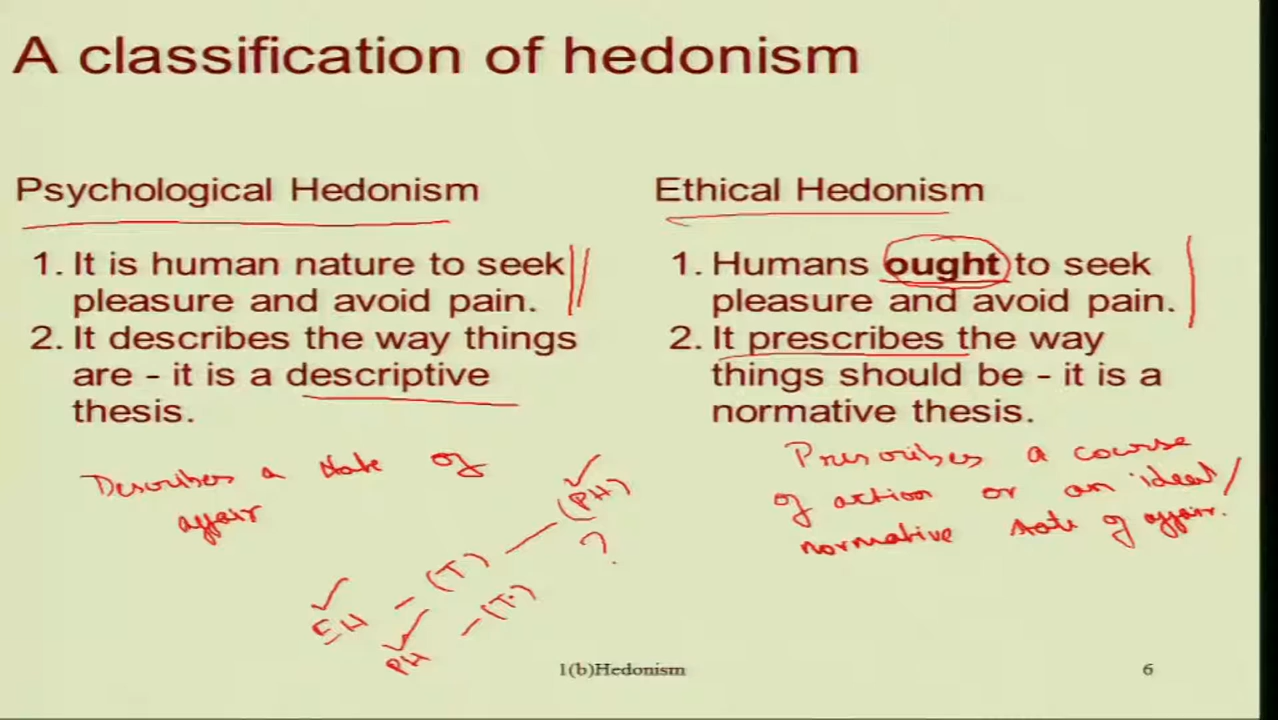 A classification of hedonism
Psychological Hedonism
1. It is human nature to seek
pleasure and avoid pain.
2. It describes the way things
are - it is a descriptive
thesis.
Describes a state of
affair
Ethical Hedonism
1. Humans ought to seek
pleasure and avoid pain.
2. It prescribes the way
things should be - it is a
normative thesis.
Prescribes a course
of action or an ideal/
normative state of affair.
(PH)
?
EH - (T)
PH - (T)
1(b)Hedonism
6